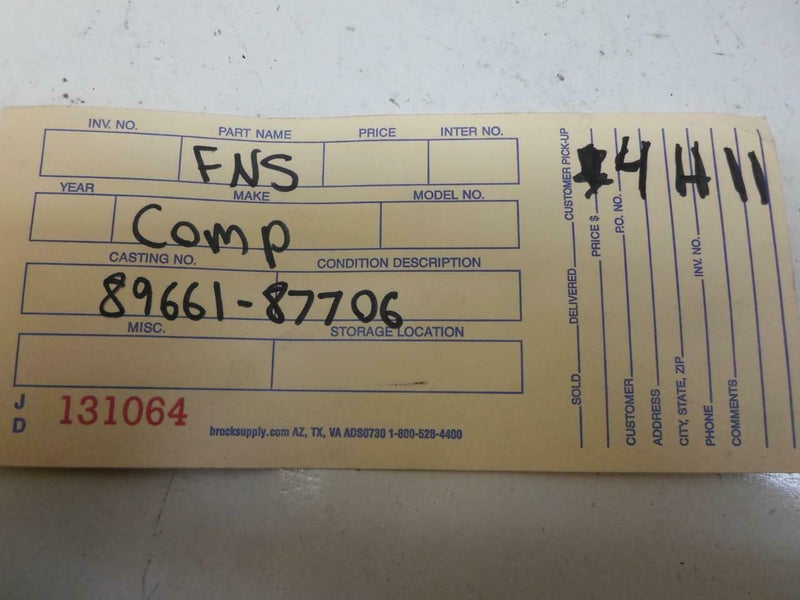 INV. NO. PART NAME PRICE INTER NO.
FNS
YEAR MAKE MODEL NO.
Comp
CASTING NO. CONDITION DESCRIPTION
89661-87706
MISC. STORAGE LOCATION
J D 131064
brocksupply.com AZ, TX, VA ADS0730 1-800-528-4400
4 H 11
SOLD DELIVERED CUSTOMER PICK-UP
PRICE $
CUSTOMER P.O. NO.
ADDRESS
CITY, STATE, ZIP
PHONE INV. NO.
COMMENTS